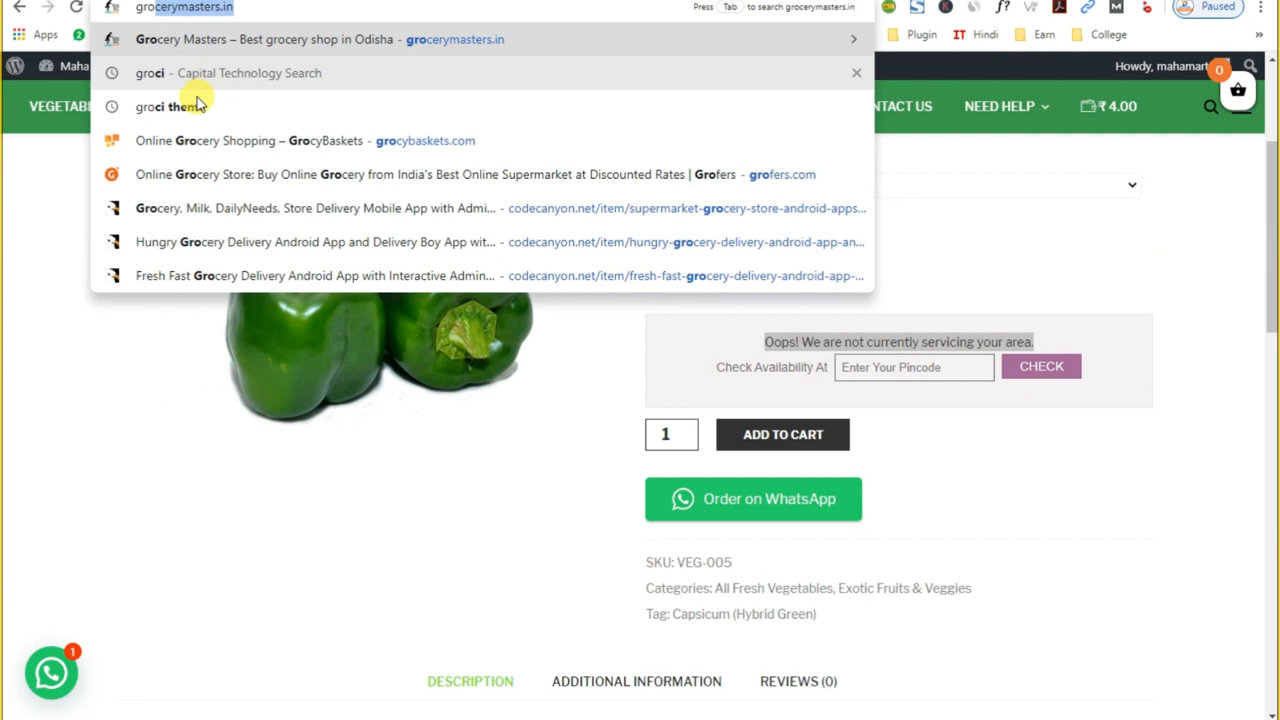 grocerymasters.in
Press Tab to search grocerymasters.in
Paused
Grocery Masters – Best grocery shop in Odisha - grocerymasters.in
Apps
Plugin
IT Hindi
Earn
College
»
groci - Capital Technology Search
Howdy, mahamart
0
groci them
VEGETAB
NTACT US
NEED HELP
₹ 4.00
Online Grocery Shopping – GrocyBaskets - grocybaskets.com
Online Grocery Store: Buy Online Grocery from India's Best Online Supermarket at Discounted Rates | Grofers - grofers.com
Grocery, Milk, DailyNeeds, Store Delivery Mobile App with Admi... - codecanyon.net/item/supermarket-grocery-store-android-apps...
Hungry Grocery Delivery Android App and Delivery Boy App wit... - codecanyon.net/item/hungry-grocery-delivery-android-app-an...
Fresh Fast Grocery Delivery Android App with Interactive Admin... - codecanyon.net/item/fresh-fast-grocery-delivery-android-app-...
Oops! We are not currently servicing your area.
Check Availability At
Enter Your Pincode
CHECK
1
ADD TO CART
Order on WhatsApp
SKU: VEG-005
Categories: All Fresh Vegetables, Exotic Fruits & Veggies
Tag: Capsicum (Hybrid Green)
1
DESCRIPTION
ADDITIONAL INFORMATION
REVIEWS (0)